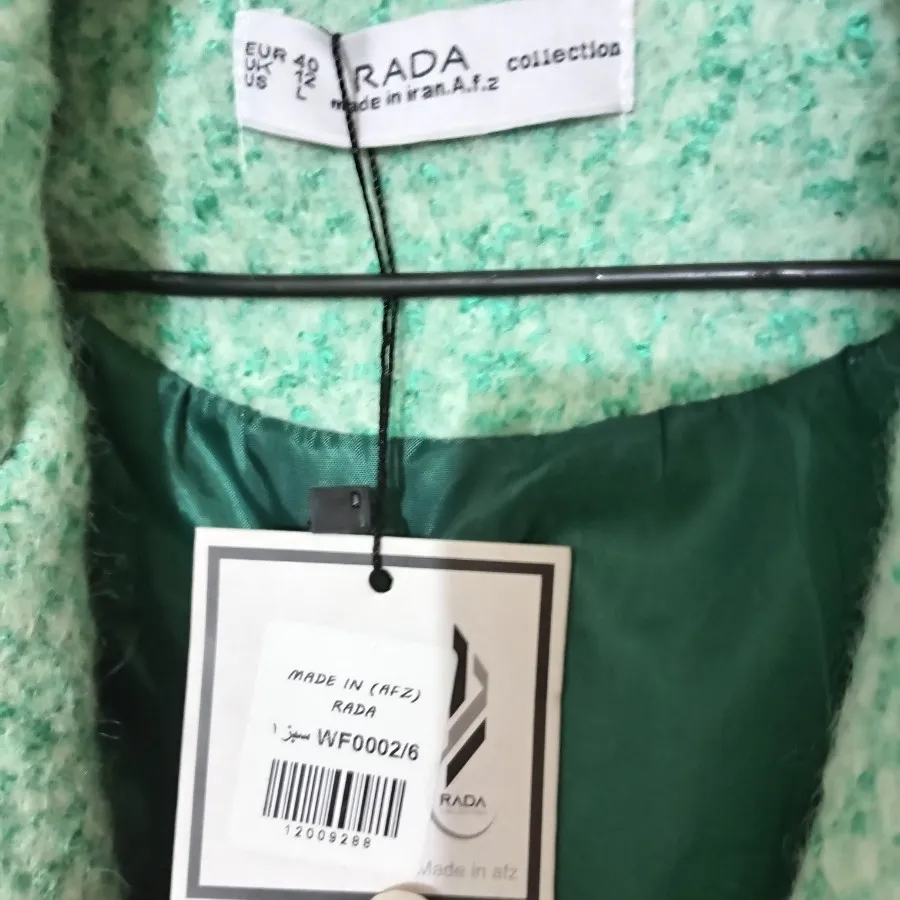 EUR 40
UK 12
US L
RADA collection
made in iran.A.f.z
MADE IN (AFZ)
RADA
WF0002/6 سبز ۱
12009288
RADA
Made in afz